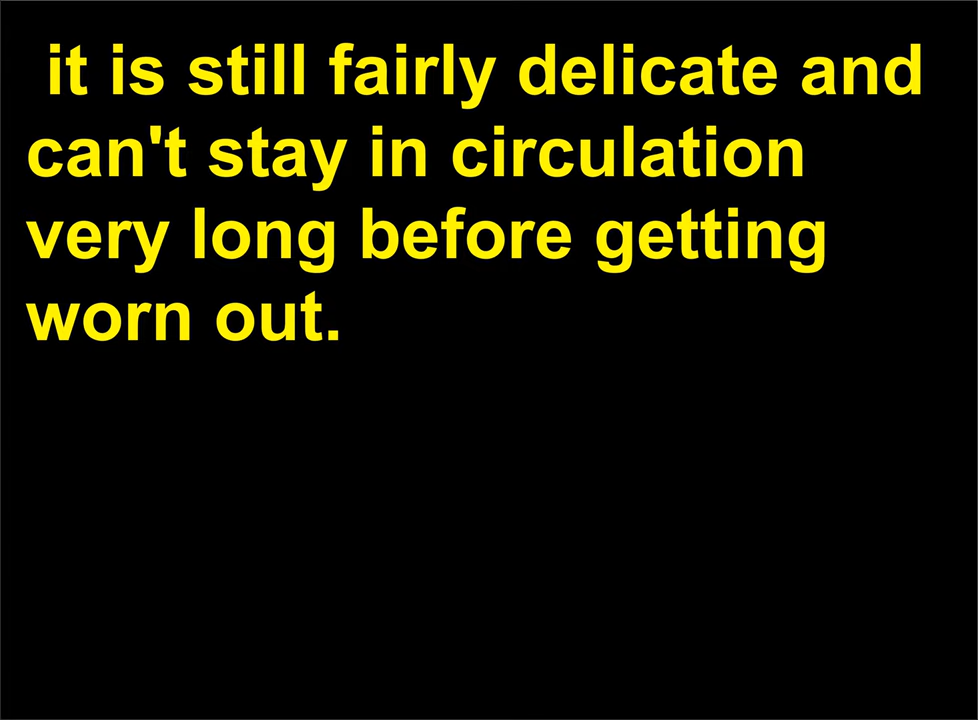 it is still fairly delicate and
can't stay in circulation
very long before getting
worn out.